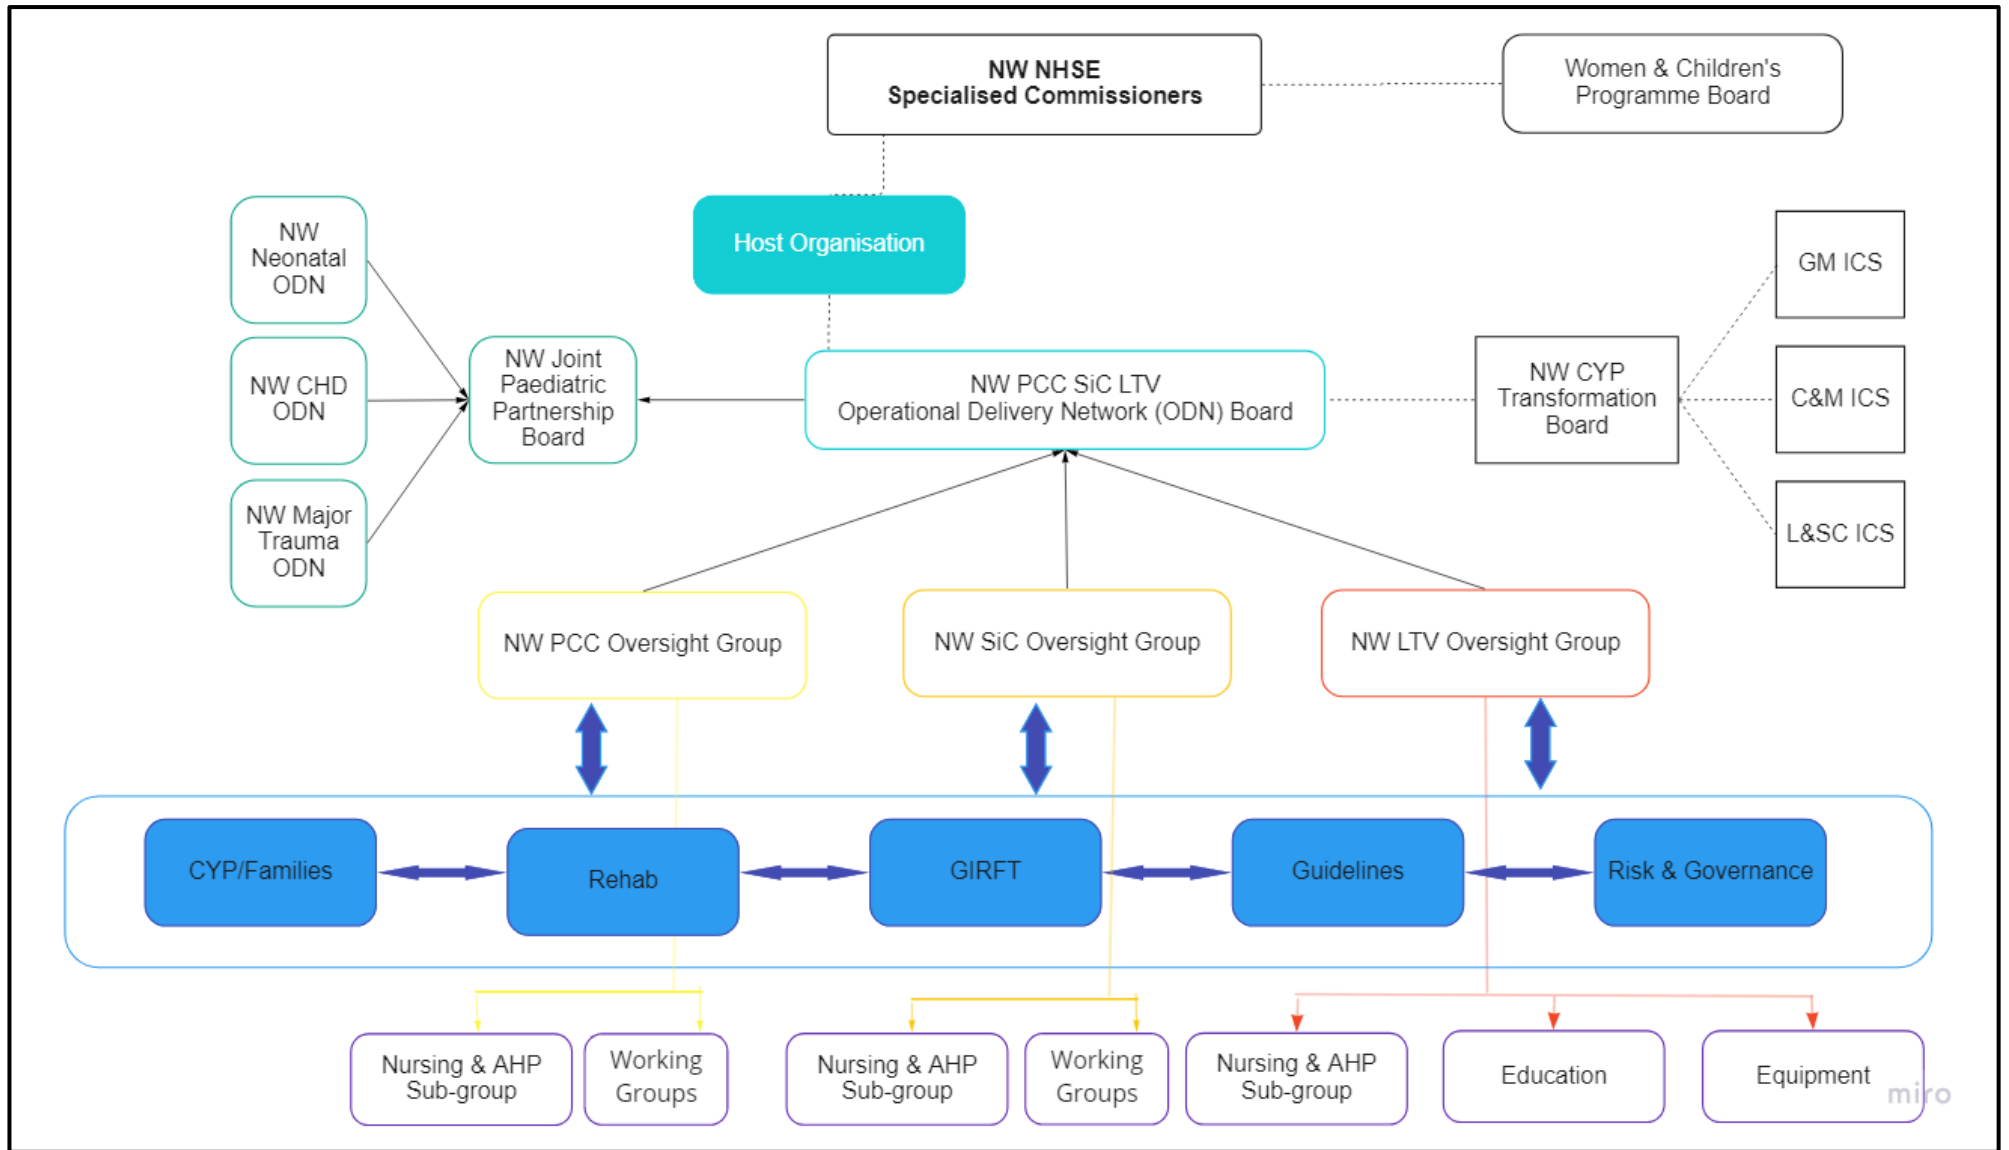 NW NHSE
Specialised Commissioners
Women & Children's
Programme Board
Host Organisation
NW
Neonatal
ODN
NW CHD
ODN
NW Major
Trauma
ODN
NW Joint
Paediatric
Partnership
Board
NW PCC SiC LTV
Operational Delivery Network (ODN) Board
NW CYP
Transformation
Board
GM ICS
C&M ICS
L&SC ICS
NW PCC Oversight Group
NW SiC Oversight Group
NW LTV Oversight Group
CYP/Families
Rehab
GIRFT
Guidelines
Risk & Governance
Nursing & AHP
Sub-group
Working
Groups
Nursing & AHP
Sub-group
Working
Groups
Nursing & AHP
Sub-group
Education
Equipment
miro